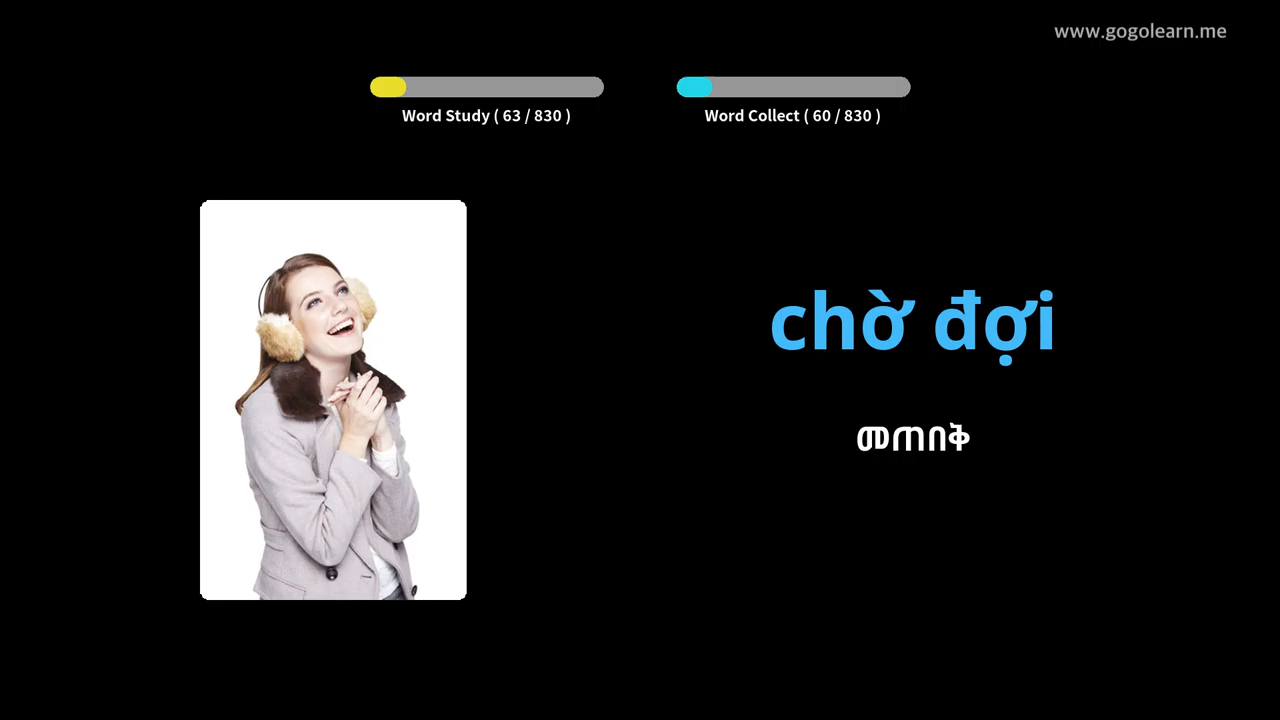 www.gogolearn.me
Word Study ( 63 / 830 )
Word Collect ( 60 / 830 )
chờ đợi
መጠበቅ